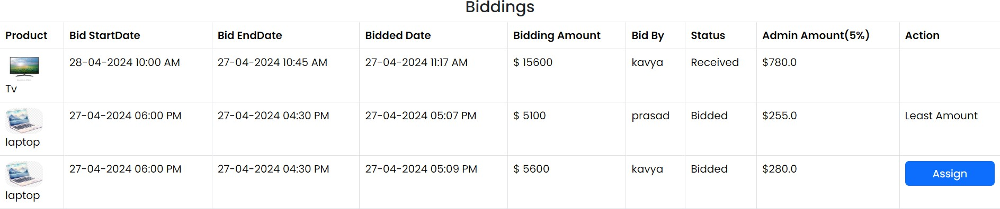 Biddings
Product Bid StartDate Bid EndDate Bidded Date Bidding Amount Bid By Status Admin Amount(5%) Action
28-04-2024 10:00 AM 27-04-2024 10:45 AM 27-04-2024 11:17 AM $ 15600 kavya Received $780.0
Tv
27-04-2024 06:00 PM 27-04-2024 04:30 PM 27-04-2024 05:07 PM $ 5100 prasad Bidded $255.0 Least Amount
laptop
27-04-2024 06:00 PM 27-04-2024 04:30 PM 27-04-2024 05:09 PM $ 5600 kavya Bidded $280.0 Assign
laptop